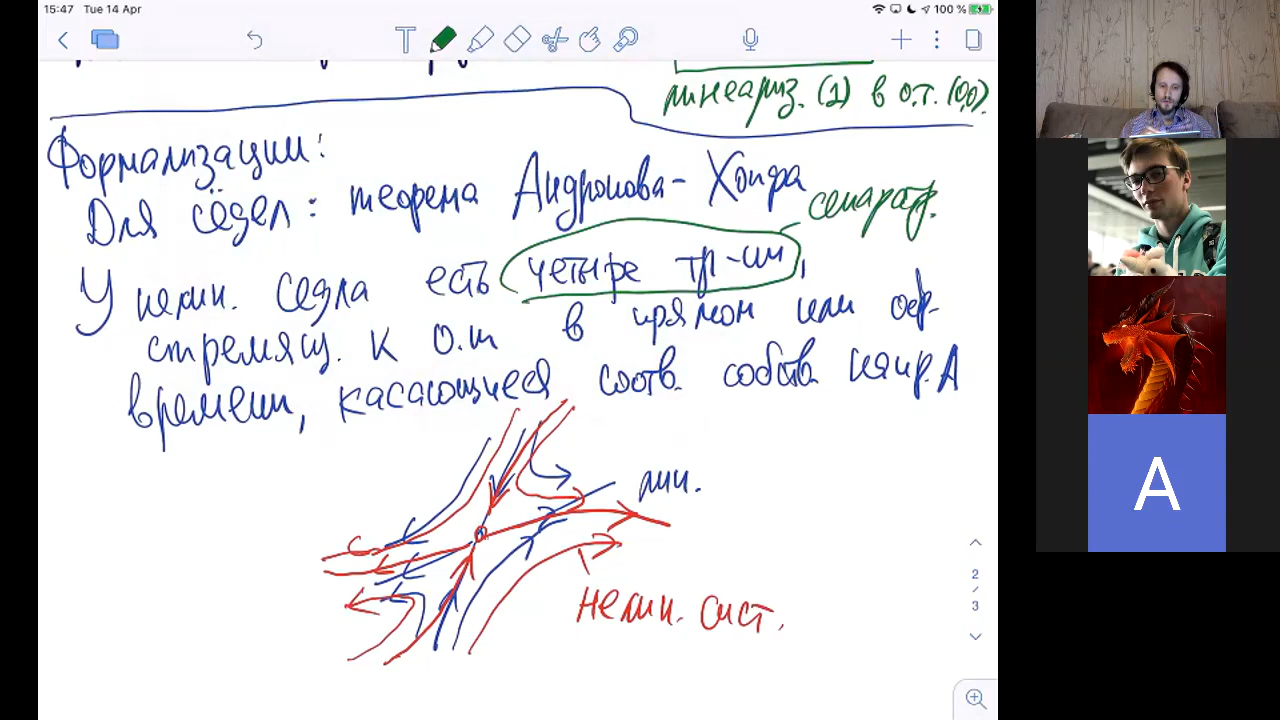 15:47 Tue 14 Apr
100 %
линеариз. (1) в о.т. (0,0).
Формализации:
Для сёдел: теорема Андронова-Хопфа
сепаратр.
У нелин. седла есть четыре тр-ии,
стремящ. к о.т в прямом или обр.
времени, касающиеся соотв. собств. напр. A
лин.
нелин. сист.
2
/
3
A